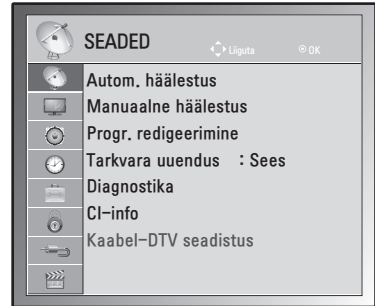 SEADED
Liiguta
OK
Autom. häälestus
Manuaalne häälestus
Progr. redigeerimine
Tarkvara uuendus : Sees
Diagnostika
CI-info
Kaabel-DTV seadistus